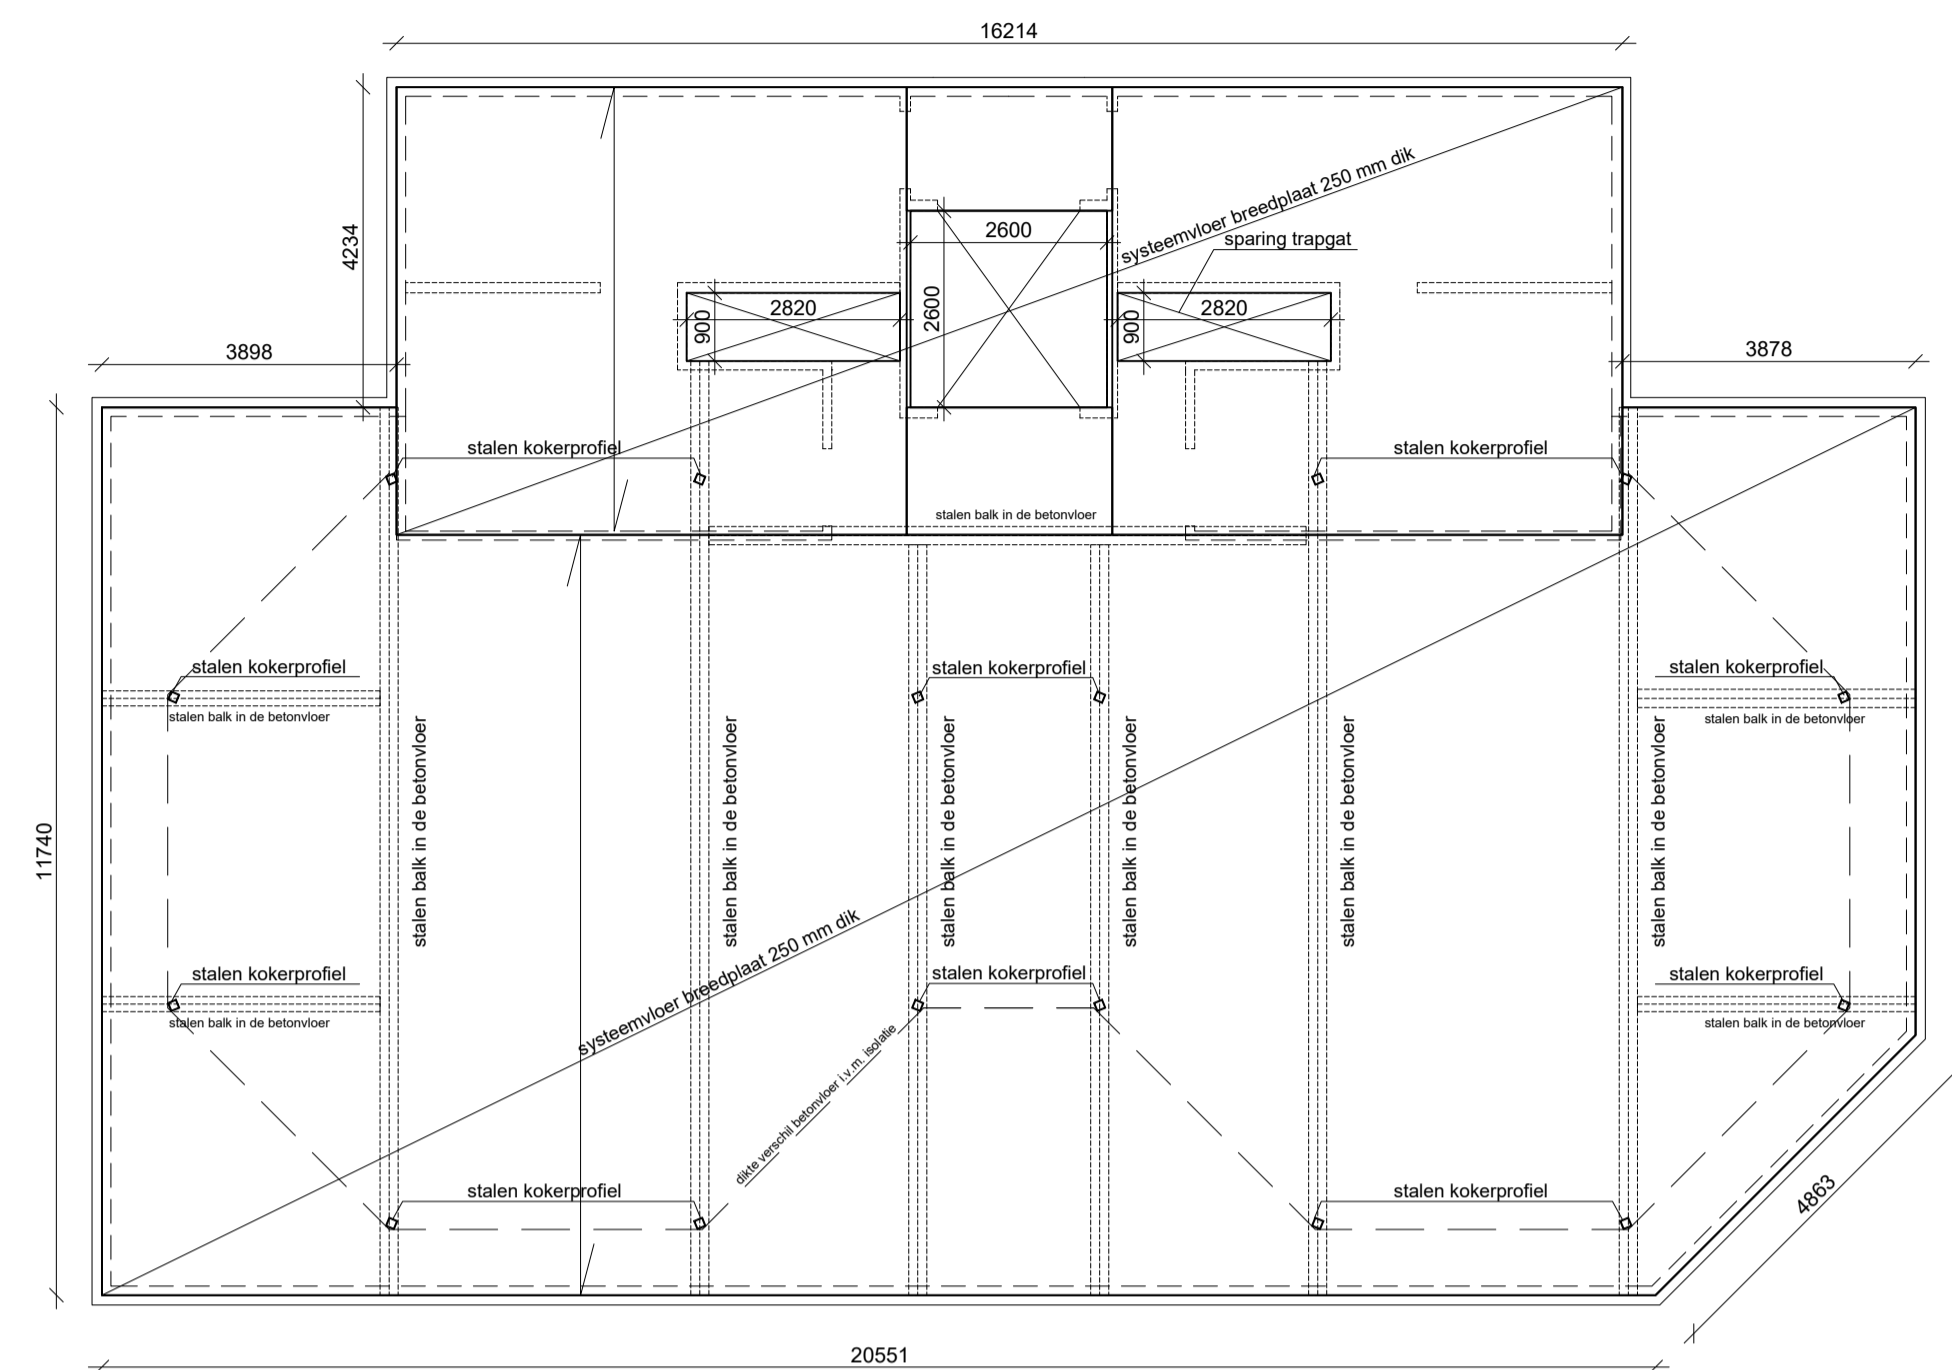 16214
4234
systeemvloer breedplaat 250 mm dik
sparing trapgat
2600
2600
2820
900
2820
900
3898
3878
stalen kokerprofiel
stalen kokerprofiel
stalen balk in de betonvloer
stalen kokerprofiel
stalen kokerprofiel
stalen kokerprofiel
stalen balk in de betonvloer
stalen balk in de betonvloer
stalen balk in de betonvloer
stalen balk in de betonvloer
stalen balk in de betonvloer
stalen balk in de betonvloer
stalen balk in de betonvloer
stalen balk in de betonvloer
11740
systeemvloer breedplaat 250 mm dik
stalen kokerprofiel
stalen kokerprofiel
stalen kokerprofiel
stalen balk in de betonvloer
stalen balk in de betonvloer
dikte verschil betonvloer i.v.m. isolatie
stalen kokerprofiel
stalen kokerprofiel
4863
20551